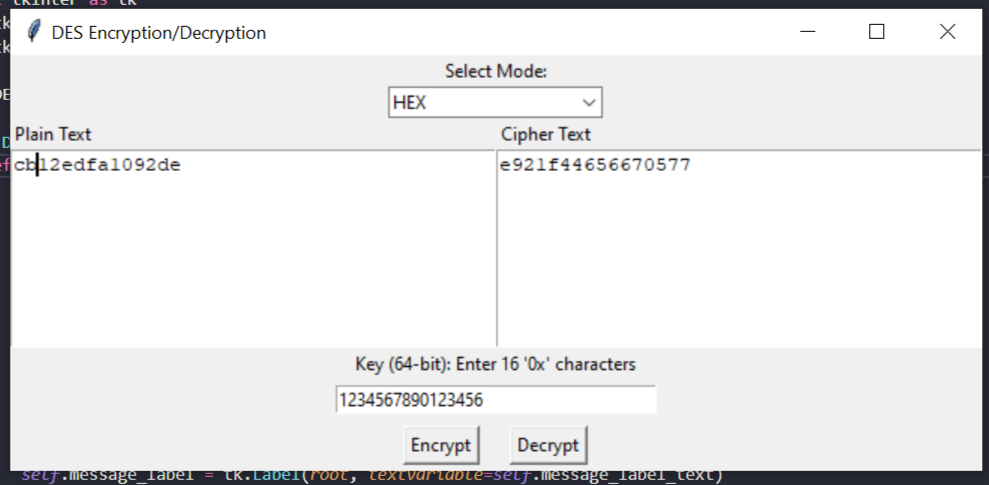 tkinter as tk
DES Encryption/Decryption
Select Mode:
HEX
Plain Text
Cipher Text
cb12edfa1092de
e921f44656670577
Key (64-bit): Enter 16 '0x' characters
1234567890123456
Encrypt
Decrypt
self.message_label = tk.Label(root, textvariable=self.message_label_text)